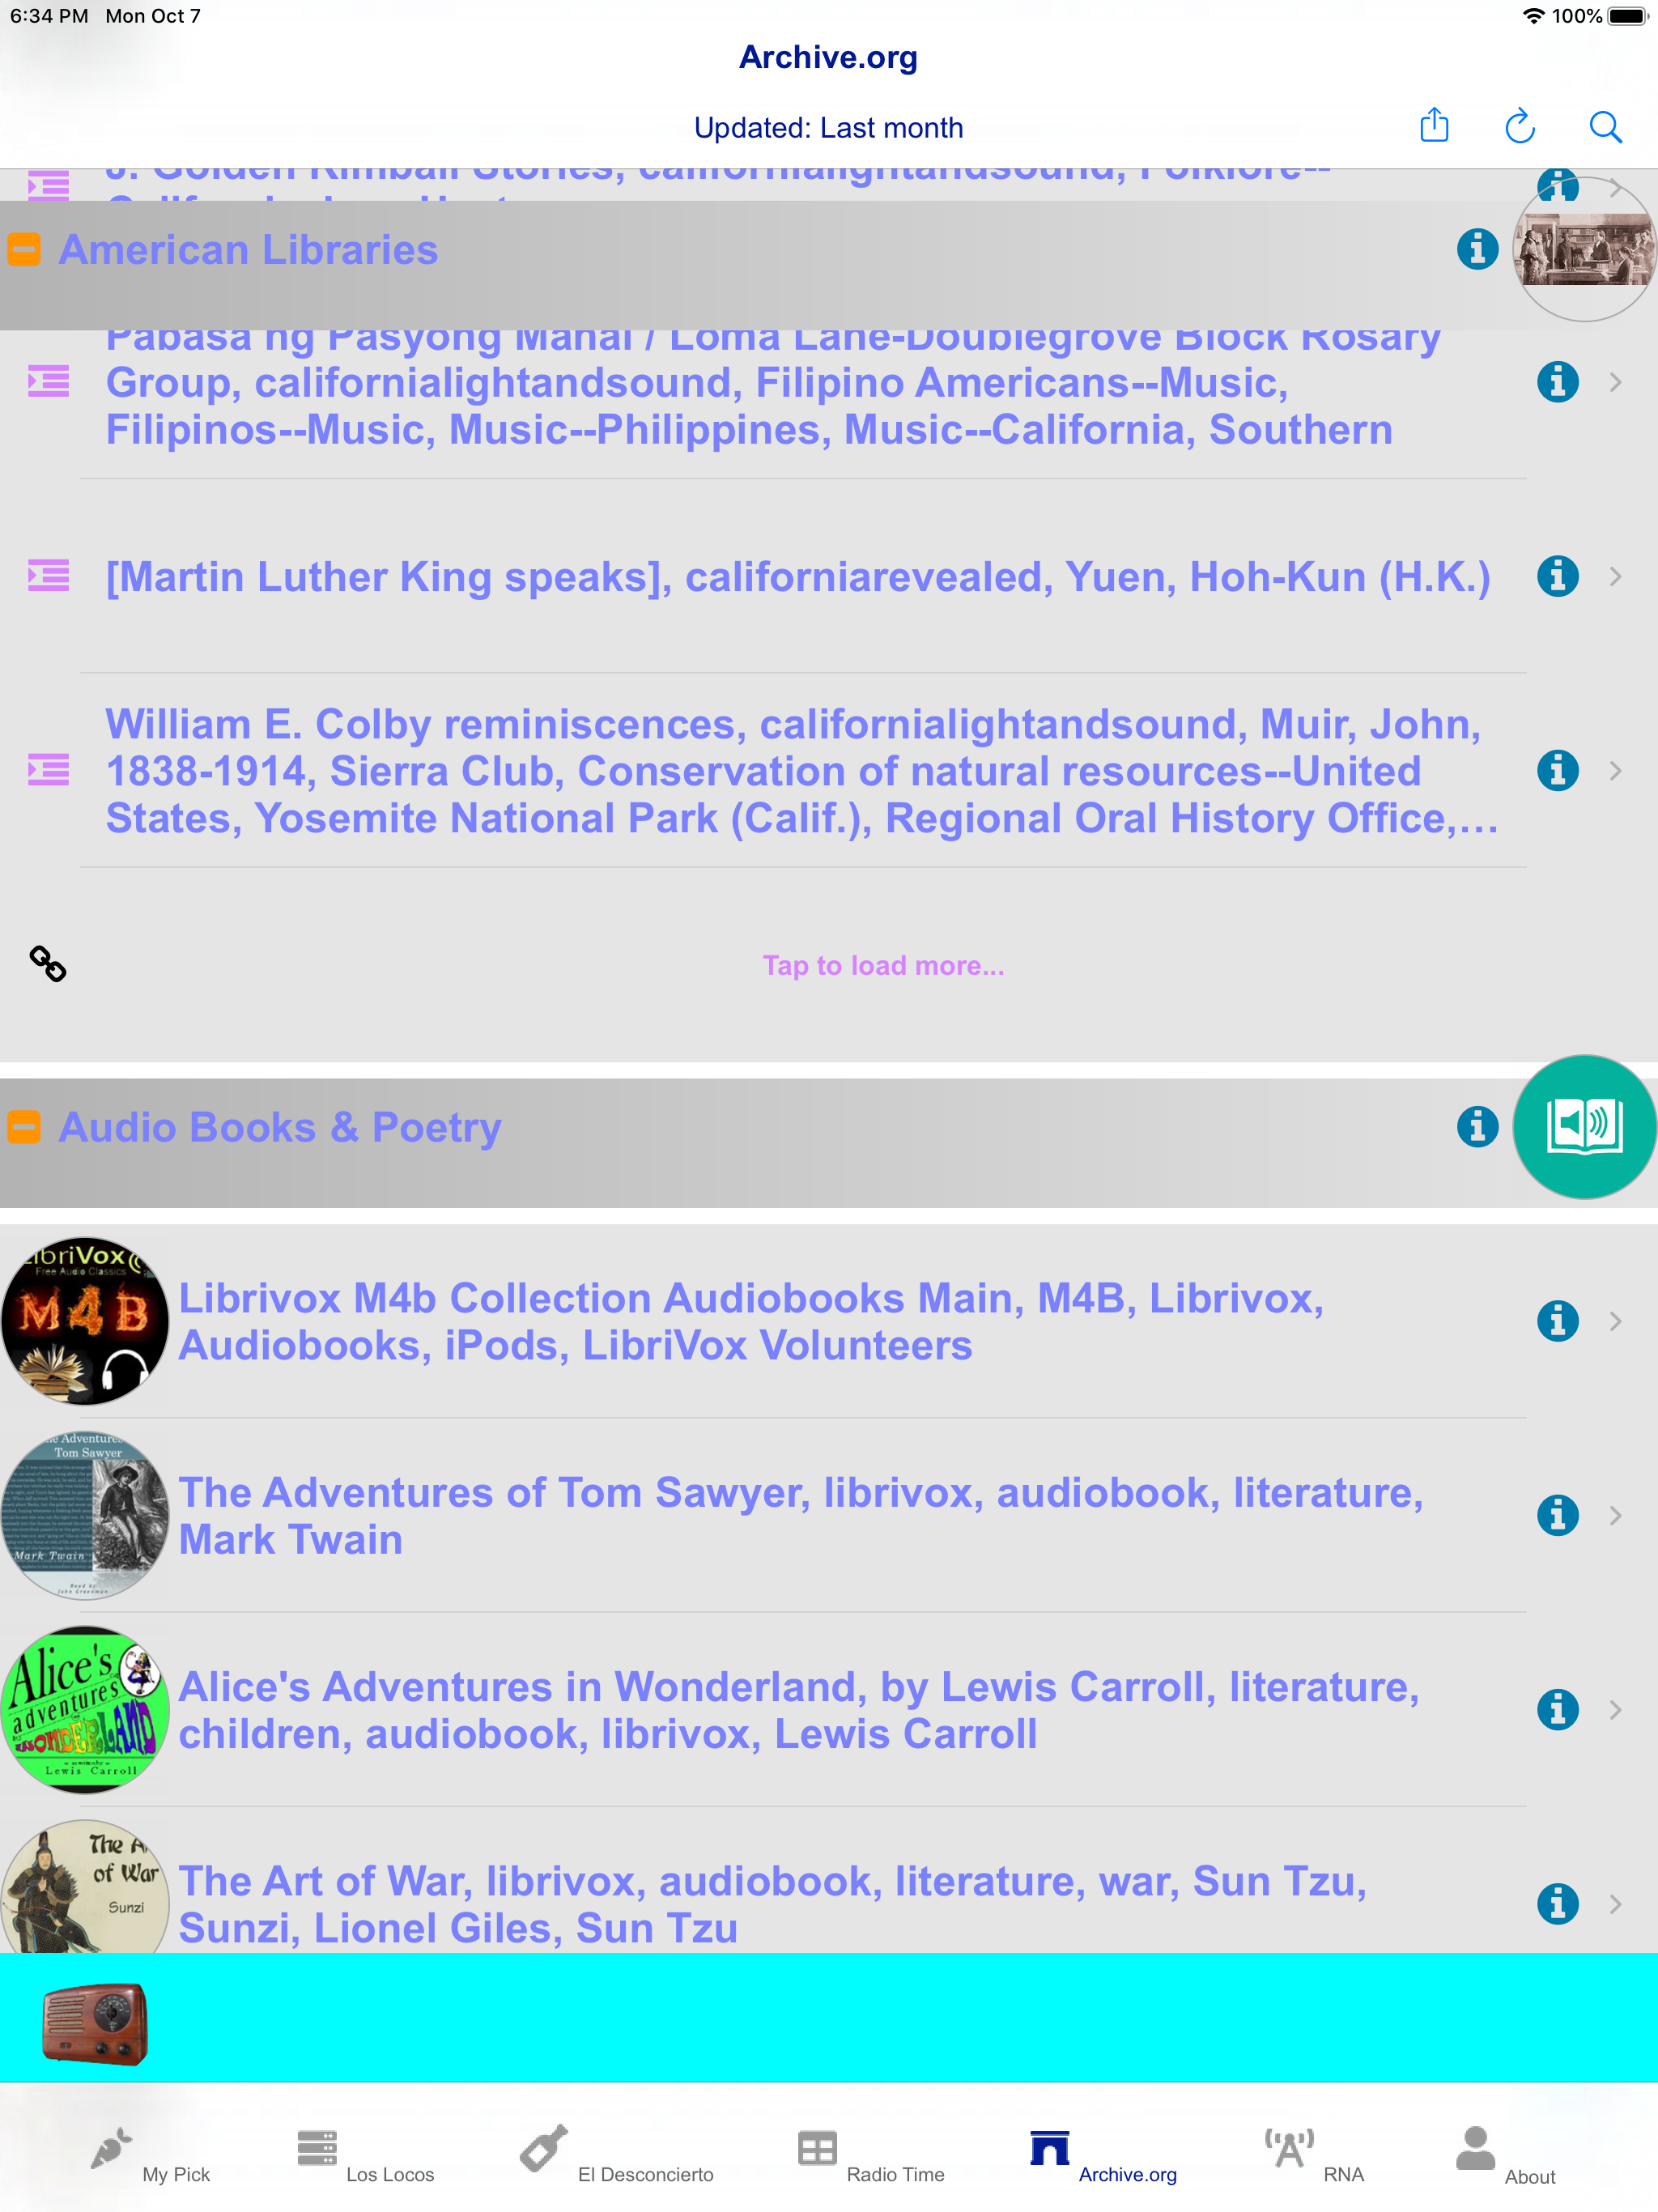 6:34 PM Mon Oct 7
100%
Archive.org
Updated: Last month
J. Golden Kimball Stories, californialightandsound, Folklore--
American Libraries
Pabasa ng Pasyong Mahal / Loma Lane-Doublegrove Block Rosary
Group, californialightandsound, Filipino Americans--Music,
Filipinos--Music, Music--Philippines, Music--California, Southern
[Martin Luther King speaks], californiarevealed, Yuen, Hoh-Kun (H.K.)
William E. Colby reminiscences, californialightandsound, Muir, John,
1838-1914, Sierra Club, Conservation of natural resources--United
States, Yosemite National Park (Calif.), Regional Oral History Office,...
Tap to load more...
Audio Books & Poetry
LibriVox
Free Audio Classics
M4B
Librivox M4b Collection Audiobooks Main, M4B, Librivox,
Audiobooks, iPods, LibriVox Volunteers
Adventures
Tom Sawyer
Mark Twain
Read by
John Greenman
The Adventures of Tom Sawyer, librivox, audiobook, literature,
Mark Twain
Alice's
adventures
in
WONDERLAND
Lewis Carroll
Alice's Adventures in Wonderland, by Lewis Carroll, literature,
children, audiobook, librivox, Lewis Carroll
The A
of War
Sunzi
The Art of War, librivox, audiobook, literature, war, Sun Tzu,
Sunzi, Lionel Giles, Sun Tzu
My Pick
Los Locos
El Desconcierto
Radio Time
Archive.org
RNA
About